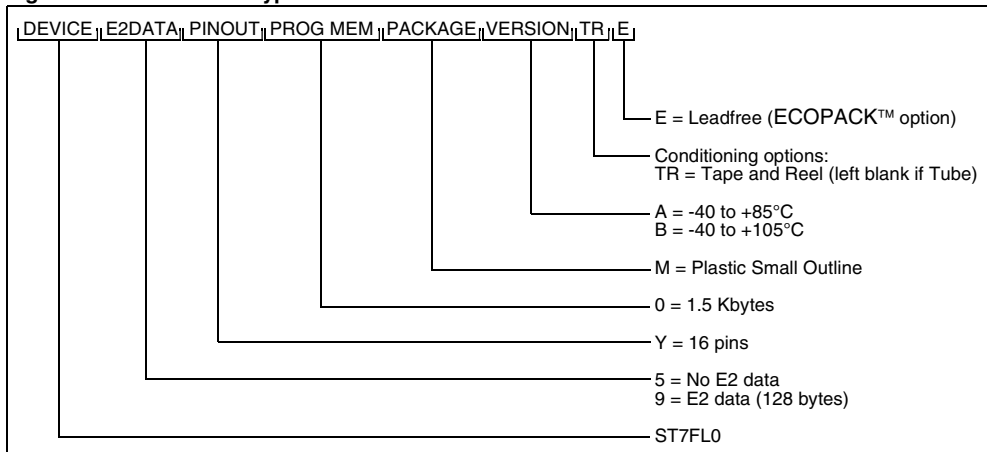 DEVICE E2DATA PINOUT PROG MEM PACKAGE VERSION TR E
E = Leadfree (ECOPACK™ option)
Conditioning options:
TR = Tape and Reel (left blank if Tube)
A = -40 to +85°C
B = -40 to +105°C
M = Plastic Small Outline
0 = 1.5 Kbytes
Y = 16 pins
5 = No E2 data
9 = E2 data (128 bytes)
ST7FL0